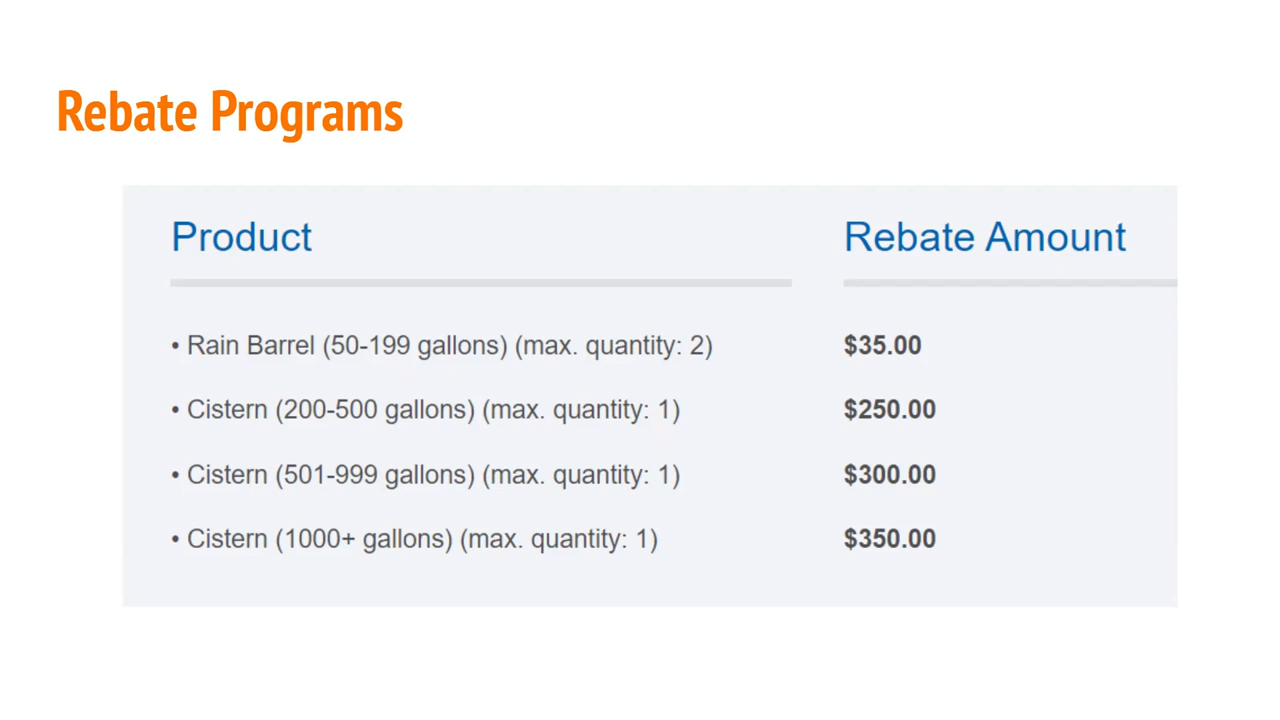 Rebate Programs
Product Rebate Amount
• Rain Barrel (50-199 gallons) (max. quantity: 2) $35.00
• Cistern (200-500 gallons) (max. quantity: 1) $250.00
• Cistern (501-999 gallons) (max. quantity: 1) $300.00
• Cistern (1000+ gallons) (max. quantity: 1) $350.00